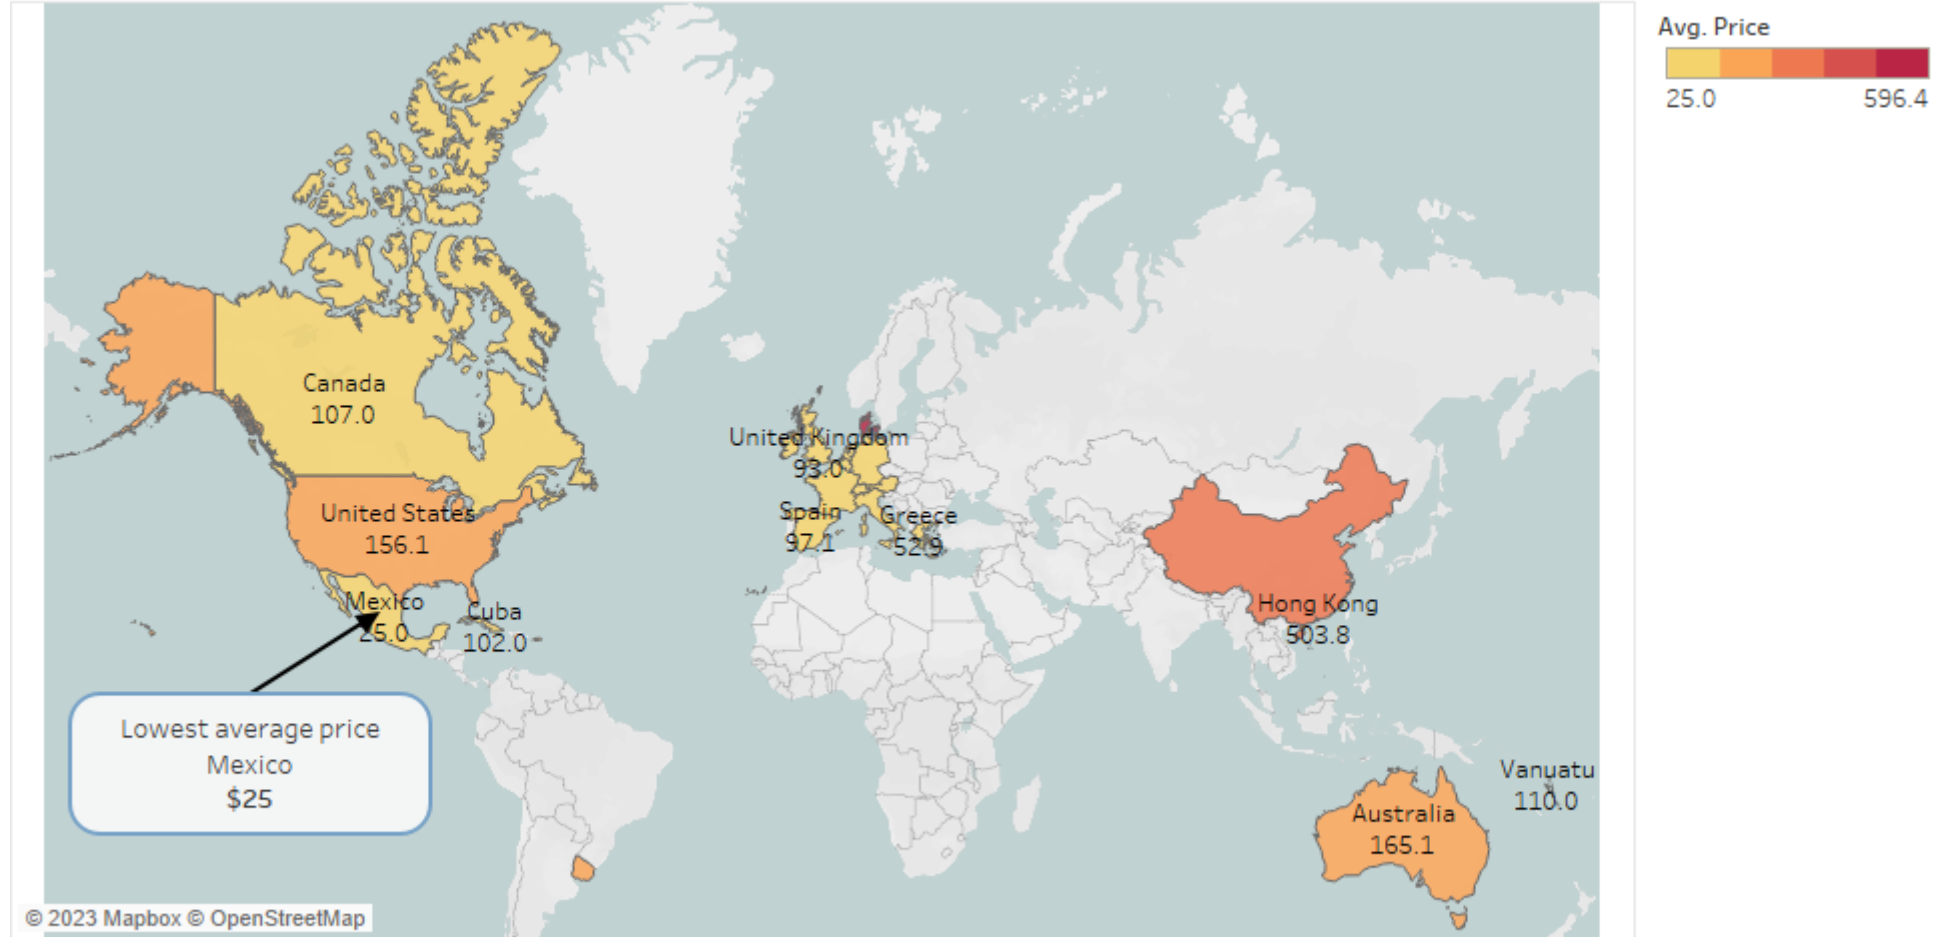 Avg. Price
25.0
596.4
Canada
107.0
United Kingdom
93.0
United States
156.1
Spain
97.1
Greece
52.9
Mexico
25.0
Cuba
102.0
Hong Kong
503.8
Lowest average price
Mexico
$25
Vanuatu
110.0
Australia
165.1
© 2023 Mapbox © OpenStreetMap